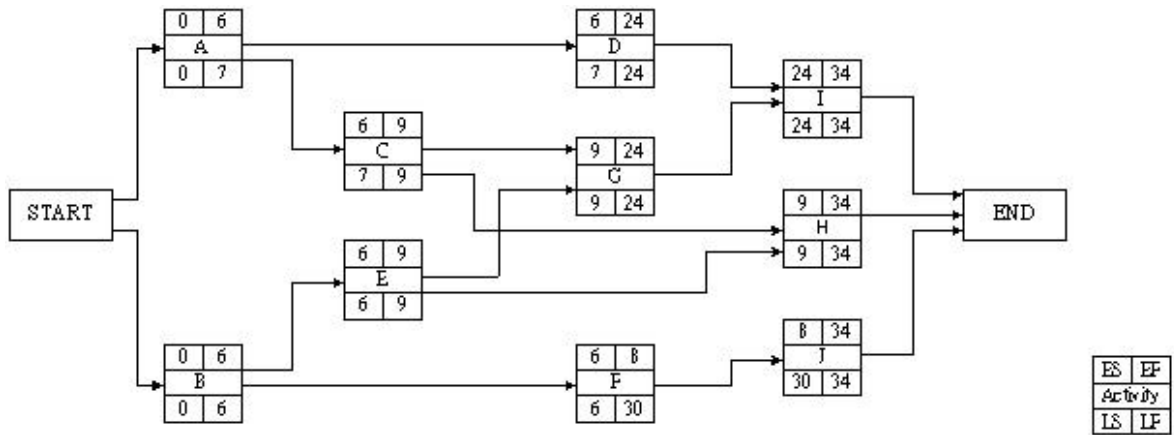 0 6
A
0 7
6 24
D
7 24
24 34
I
24 34
6 9
C
7 9
9 24
G
9 24
START
9 34
H
9 34
END
6 9
E
6 9
0 6
B
0 6
6 8
F
6 30
8 34
J
30 34
ES EF
Activity
LS LF